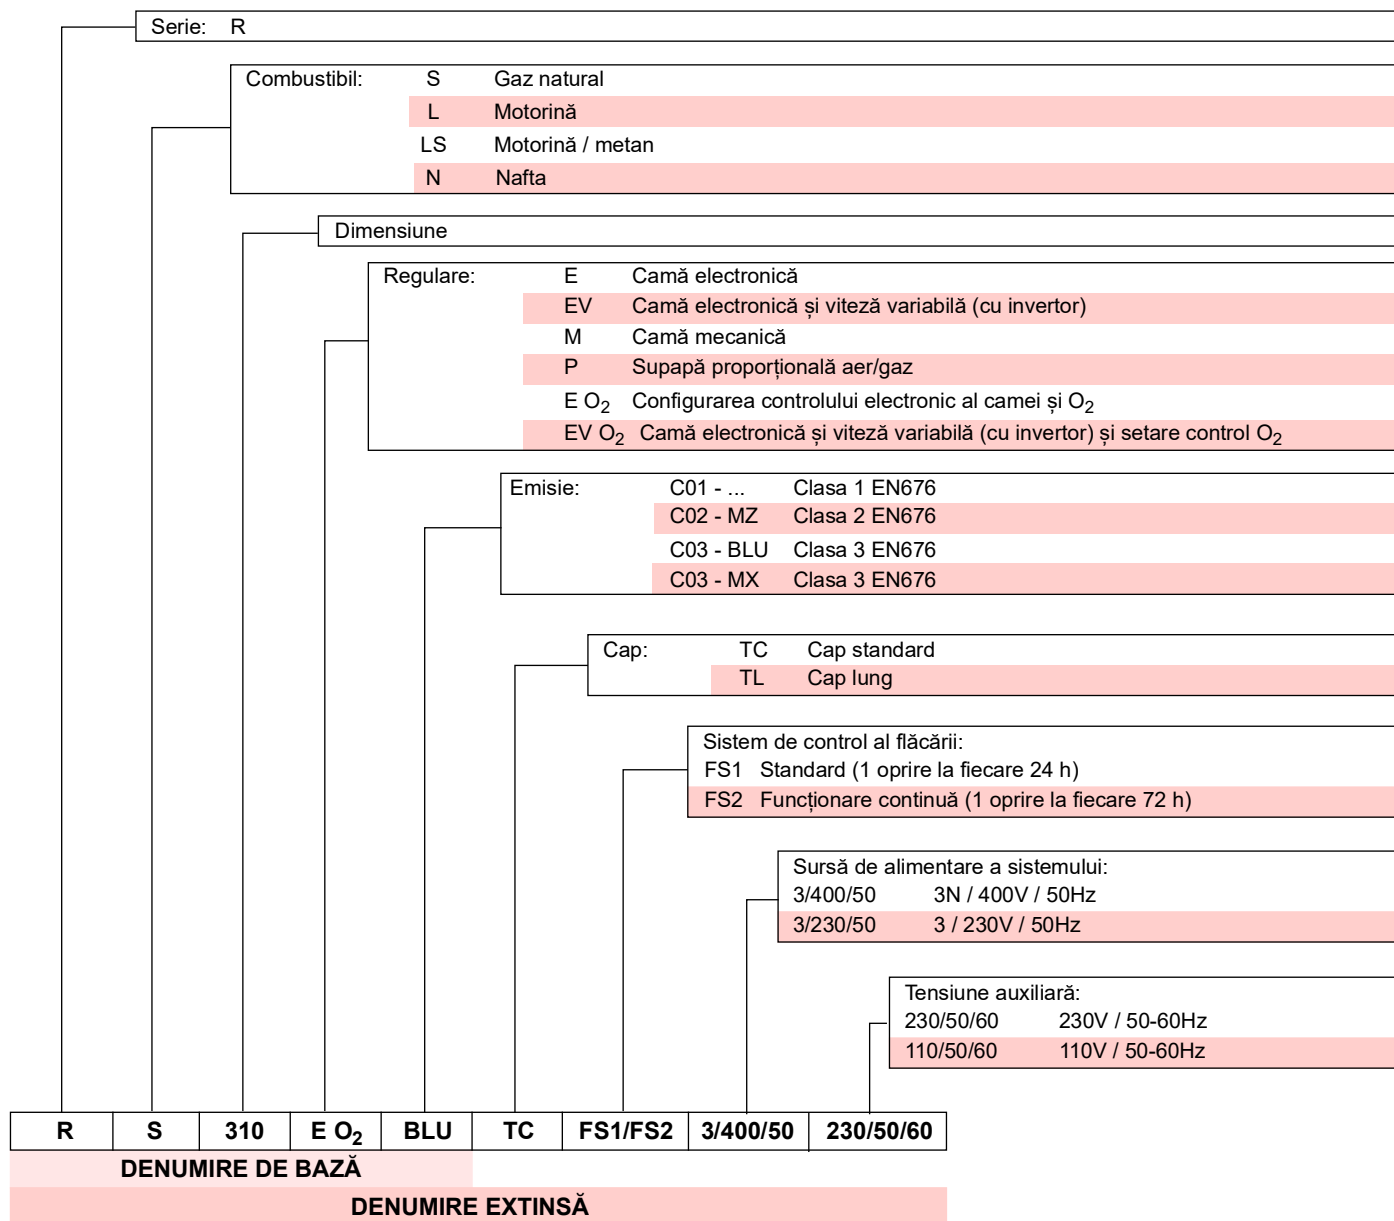 Serie: R
Combustibil: S Gaz natural
L Motorină
LS Motorină / metan
N Nafta
Dimensiune
Regulare: E Camă electronică
EV Camă electronică și viteză variabilă (cu invertor)
M Camă mecanică
P Supapă proporțională aer/gaz
E O2 Configurarea controlului electronic al camei și O2
EV O2 Camă electronică și viteză variabilă (cu invertor) și setare control O2
Emisie: C01 - ... Clasa 1 EN676
C02 - MZ Clasa 2 EN676
C03 - BLU Clasa 3 EN676
C03 - MX Clasa 3 EN676
Cap: TC Cap standard
TL Cap lung
Sistem de control al flăcării:
FS1 Standard (1 oprire la fiecare 24 h)
FS2 Funcționare continuă (1 oprire la fiecare 72 h)
Sursă de alimentare a sistemului:
3/400/50 3N / 400V / 50Hz
3/230/50 3 / 230V / 50Hz
Tensiune auxiliară:
230/50/60 230V / 50-60Hz
110/50/60 110V / 50-60Hz
R S 310 E O2 BLU TC FS1/FS2 3/400/50 230/50/60
DENUMIRE DE BAZĂ
DENUMIRE EXTINSĂ